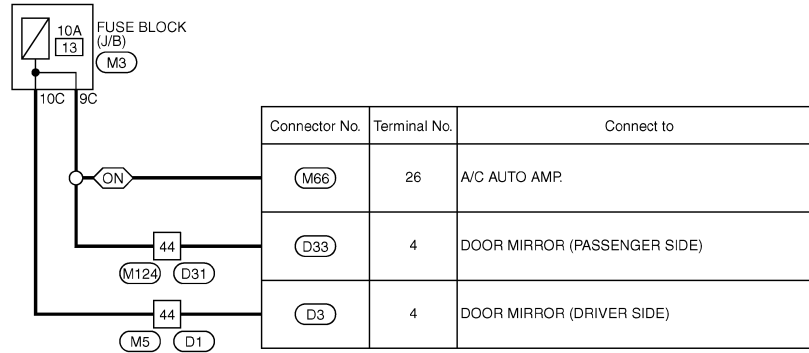 10A
13
FUSE BLOCK
(J/B)
M3
10C 9C
Connector No. Terminal No. Connect to
ON M66 26 A/C AUTO AMP.
44 D33 4 DOOR MIRROR (PASSENGER SIDE)
M124 D31
44 D3 4 DOOR MIRROR (DRIVER SIDE)
M5 D1